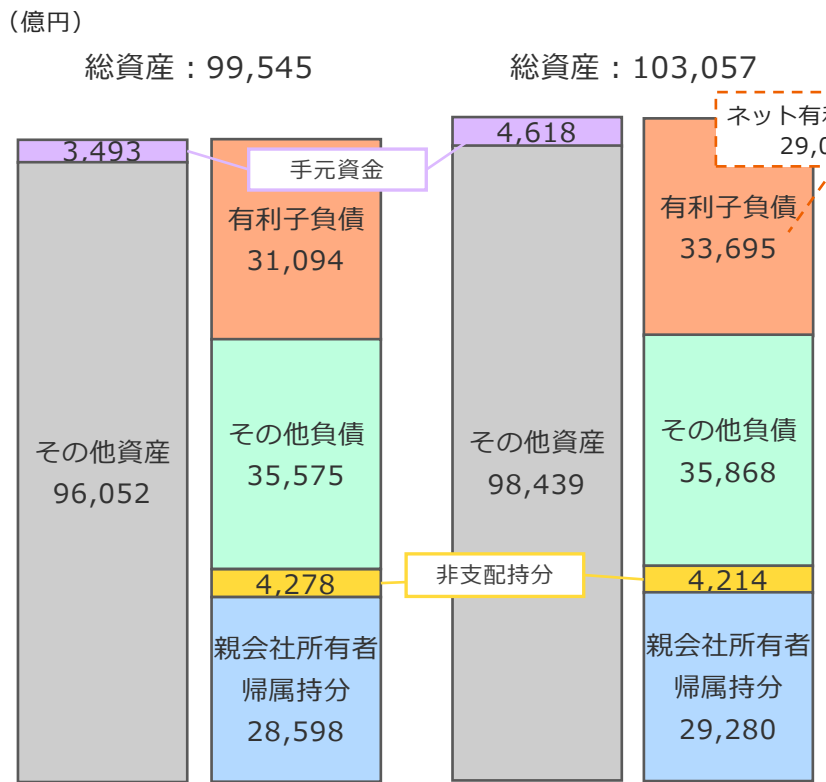 （億円）
総資産：99,545
総資産：103,057
3,493
手元資金
4,618
ネット有利
29,0
有利子負債
31,094
有利子負債
33,695
その他資産
96,052
その他負債
35,575
その他資産
98,439
その他負債
35,868
4,278
非支配持分
4,214
親会社所有者
帰属持分
28,598
親会社所有者
帰属持分
29,280